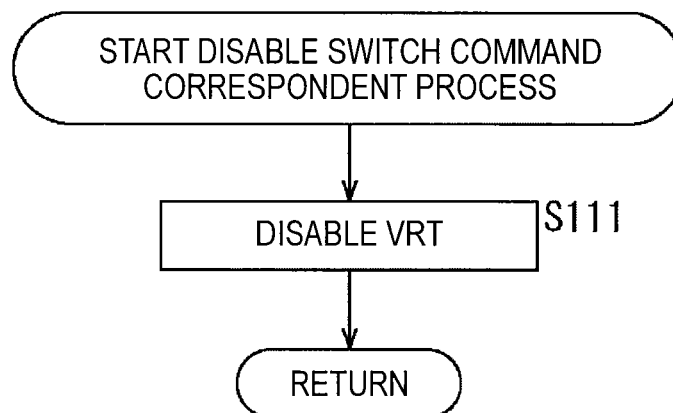 START DISABLE SWITCH COMMAND
CORRESPONDENT PROCESS
DISABLE VRT
S111
RETURN